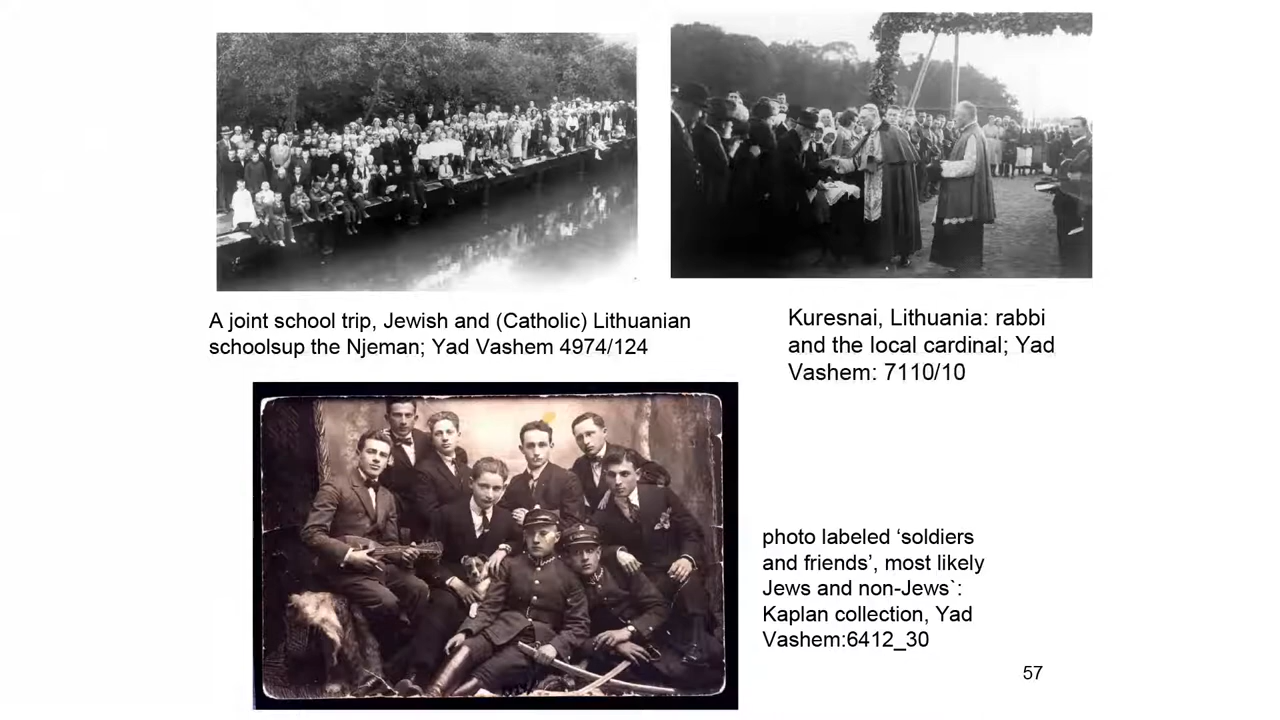 A joint school trip, Jewish and (Catholic) Lithuanian
schoolsup the Njeman; Yad Vashem 4974/124
Kuresnai, Lithuania: rabbi
and the local cardinal; Yad
Vashem: 7110/10
photo labeled ‘soldiers
and friends’, most likely
Jews and non-Jews`:
Kaplan collection, Yad
Vashem:6412_30
57